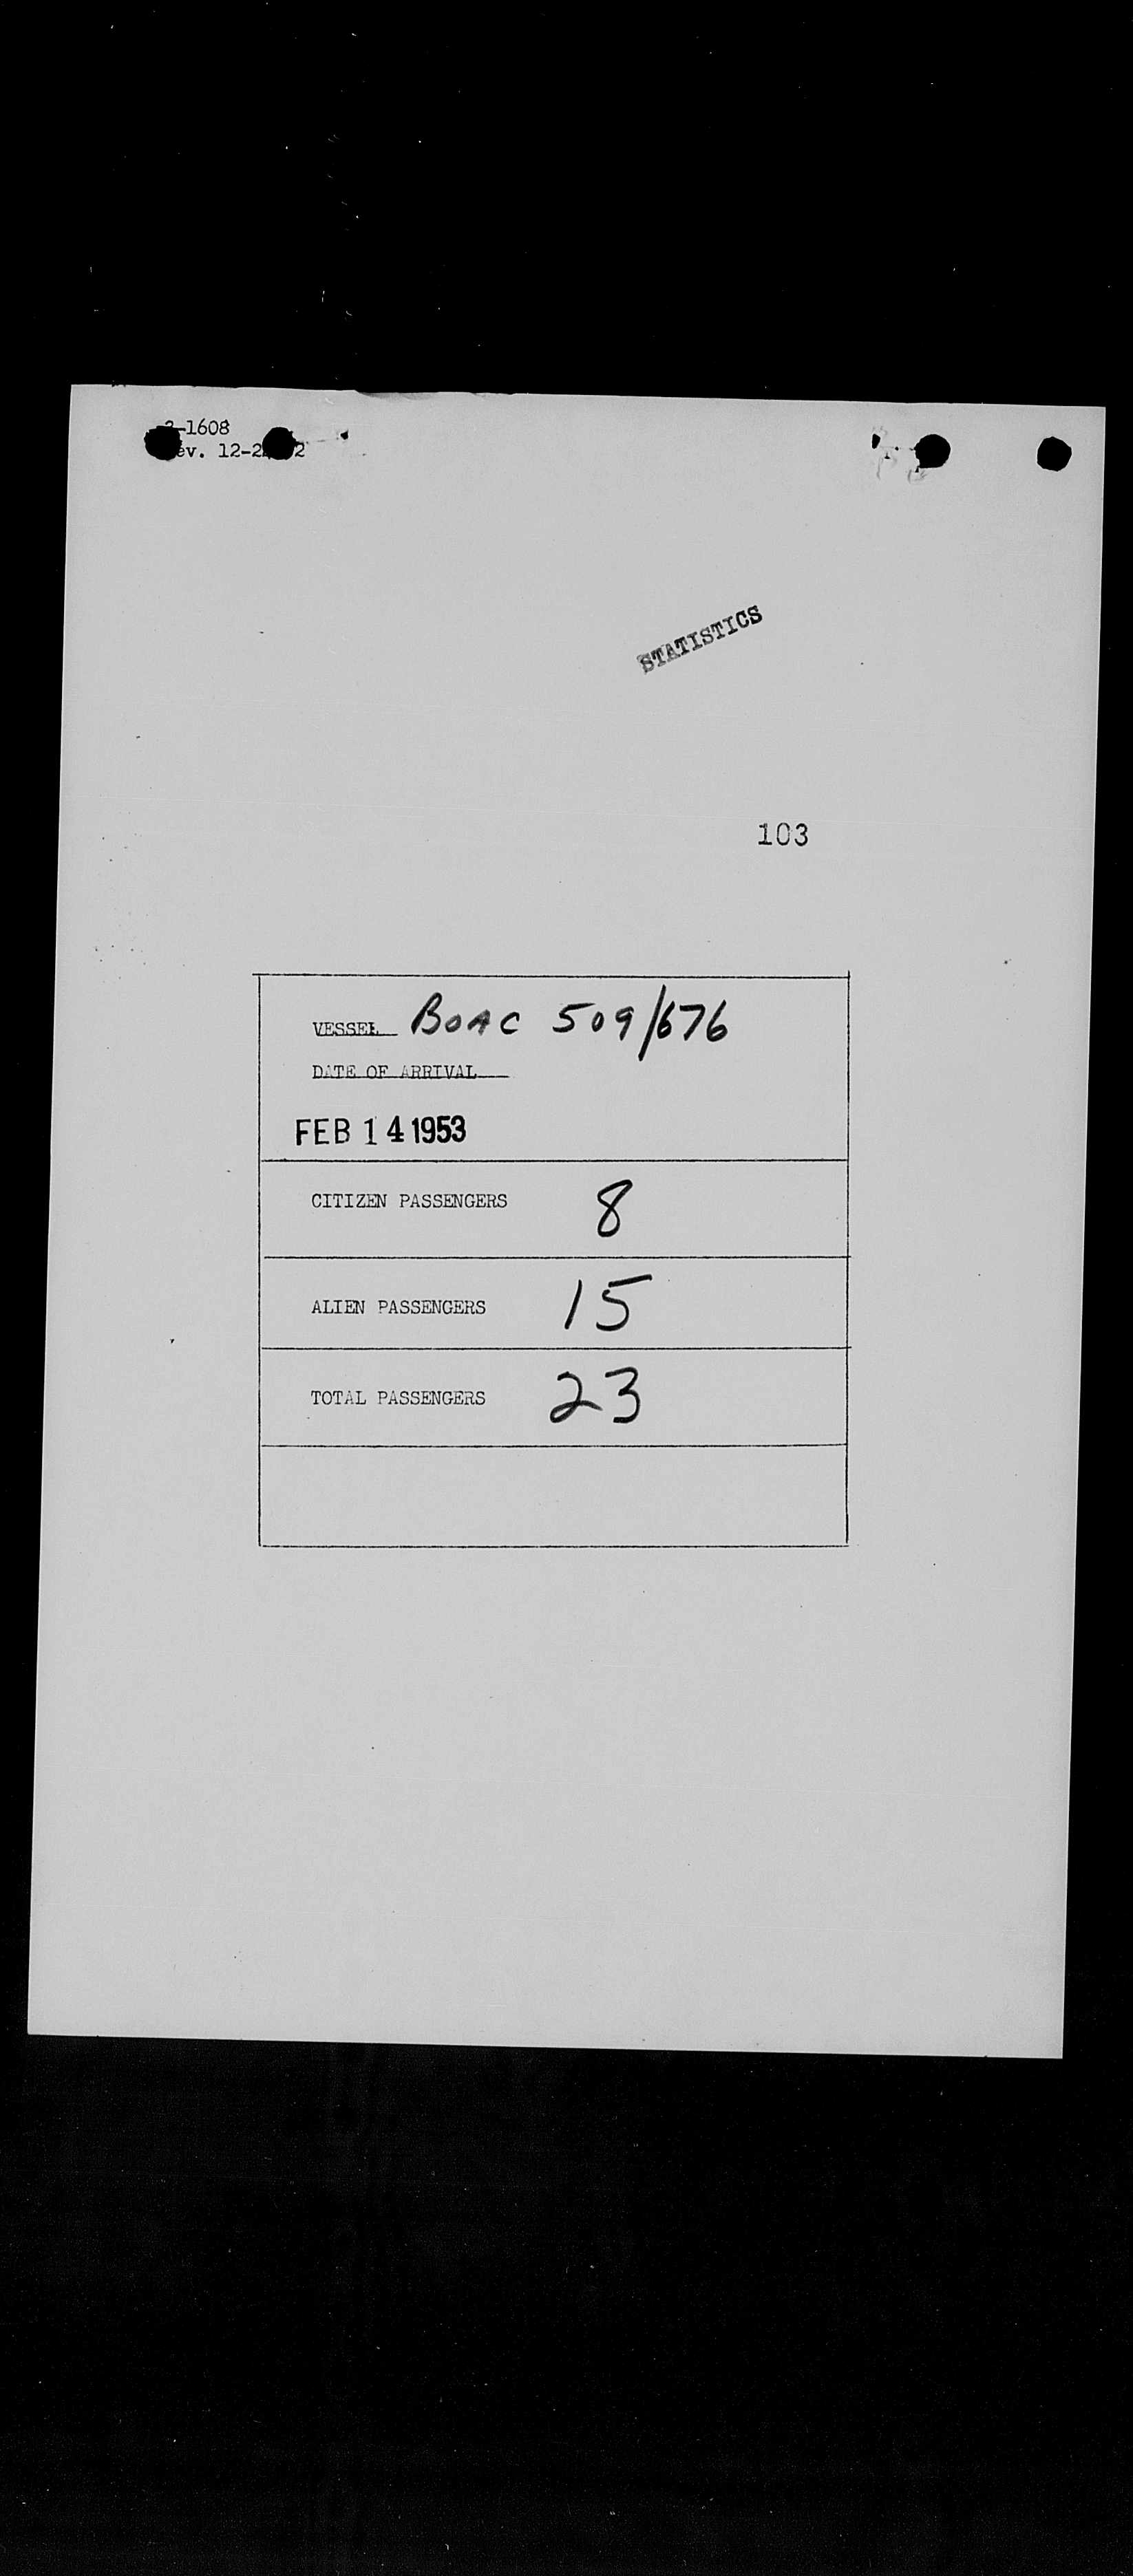 -1608
ev. 12-2 2
STATISTICS
103
VESSEL BOAC 509/676
DATE OF ARRIVAL
FEB 14 1953
CITIZEN PASSENGERS 8
ALIEN PASSENGERS 15
TOTAL PASSENGERS 23